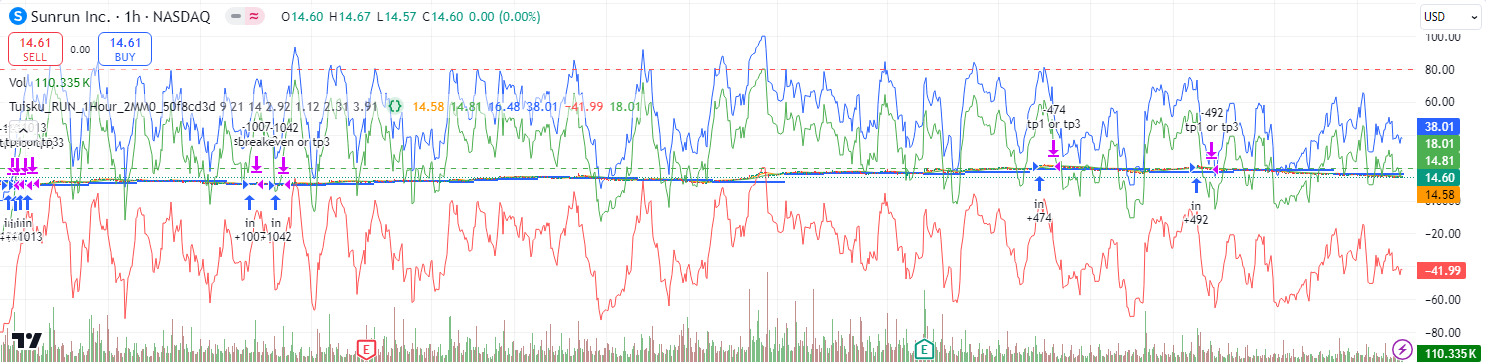 S Sunrun Inc. · 1h · NASDAQ O14.60 H14.67 L14.57 C14.60 0.00 (0.00%)
USD
14.61 SELL
0.00
14.61 BUY
Vol 110.335 K
Tuisku_RUN_1Hour_2MM0_50f8cd3d 9 21 14 2.92 1.12 2.31 3.91 {} 14.58 14.81 16.48 38.01 −41.99 18.01
100.00
80.00
60.00
38.01
18.01
14.81
14.60
14.58
−20.00
−41.99
−60.00
−80.00
110.335 K
-1007 -1042
breakeven or tp3
in
in
+1042
-474
tp1 or tp3
in
+474
-492
tp1 or tp3
in
+492
E
E